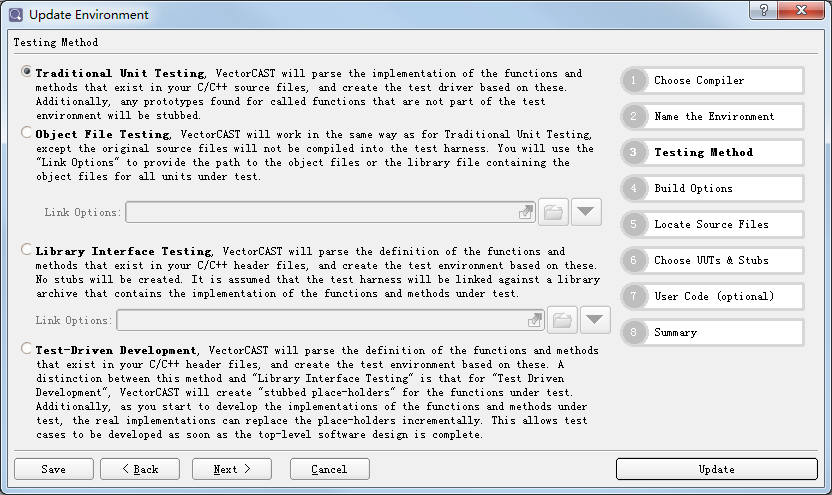 Update Environment
Testing Method
Traditional Unit Testing, VectorCAST will parse the implementation of the functions and
methods that exist in your C/C++ source files, and create the test driver based on these.
Additionally, any prototypes found for called functions that are not part of the test
environment will be stubbed.
Object File Testing, VectorCAST will work in the same way as for Traditional Unit Testing,
except the original source files will not be compiled into the test harness. You will use the
"Link Options" to provide the path to the object files or the library file containing the
object files for all units under test.
Link Options:
Library Interface Testing, VectorCAST will parse the definition of the functions and
methods that exist in your C/C++ header files, and create the test environment based on these.
No stubs will be created. It is assumed that the test harness will be linked against a library
archive that contains the implementation of the functions and methods under test.
Link Options:
Test-Driven Development, VectorCAST will parse the definition of the functions and methods
that exist in your C/C++ header files, and create the test environment based on these. A
distinction between this method and "Library Interface Testing" is that for "Test Driven
Development", VectorCAST will create "stubbed place-holders" for the functions under test.
Additionally, as you start to develop the implementations of the functions and methods under
test, the real implementations can replace the place-holders incrementally. This allows test
cases to be developed as soon as the top-level software design is complete.
1 Choose Compiler
2 Name the Environment
3 Testing Method
4 Build Options
5 Locate Source Files
6 Choose UUTs & Stubs
7 User Code (optional)
8 Summary
Save
< Back
Next >
Cancel
Update